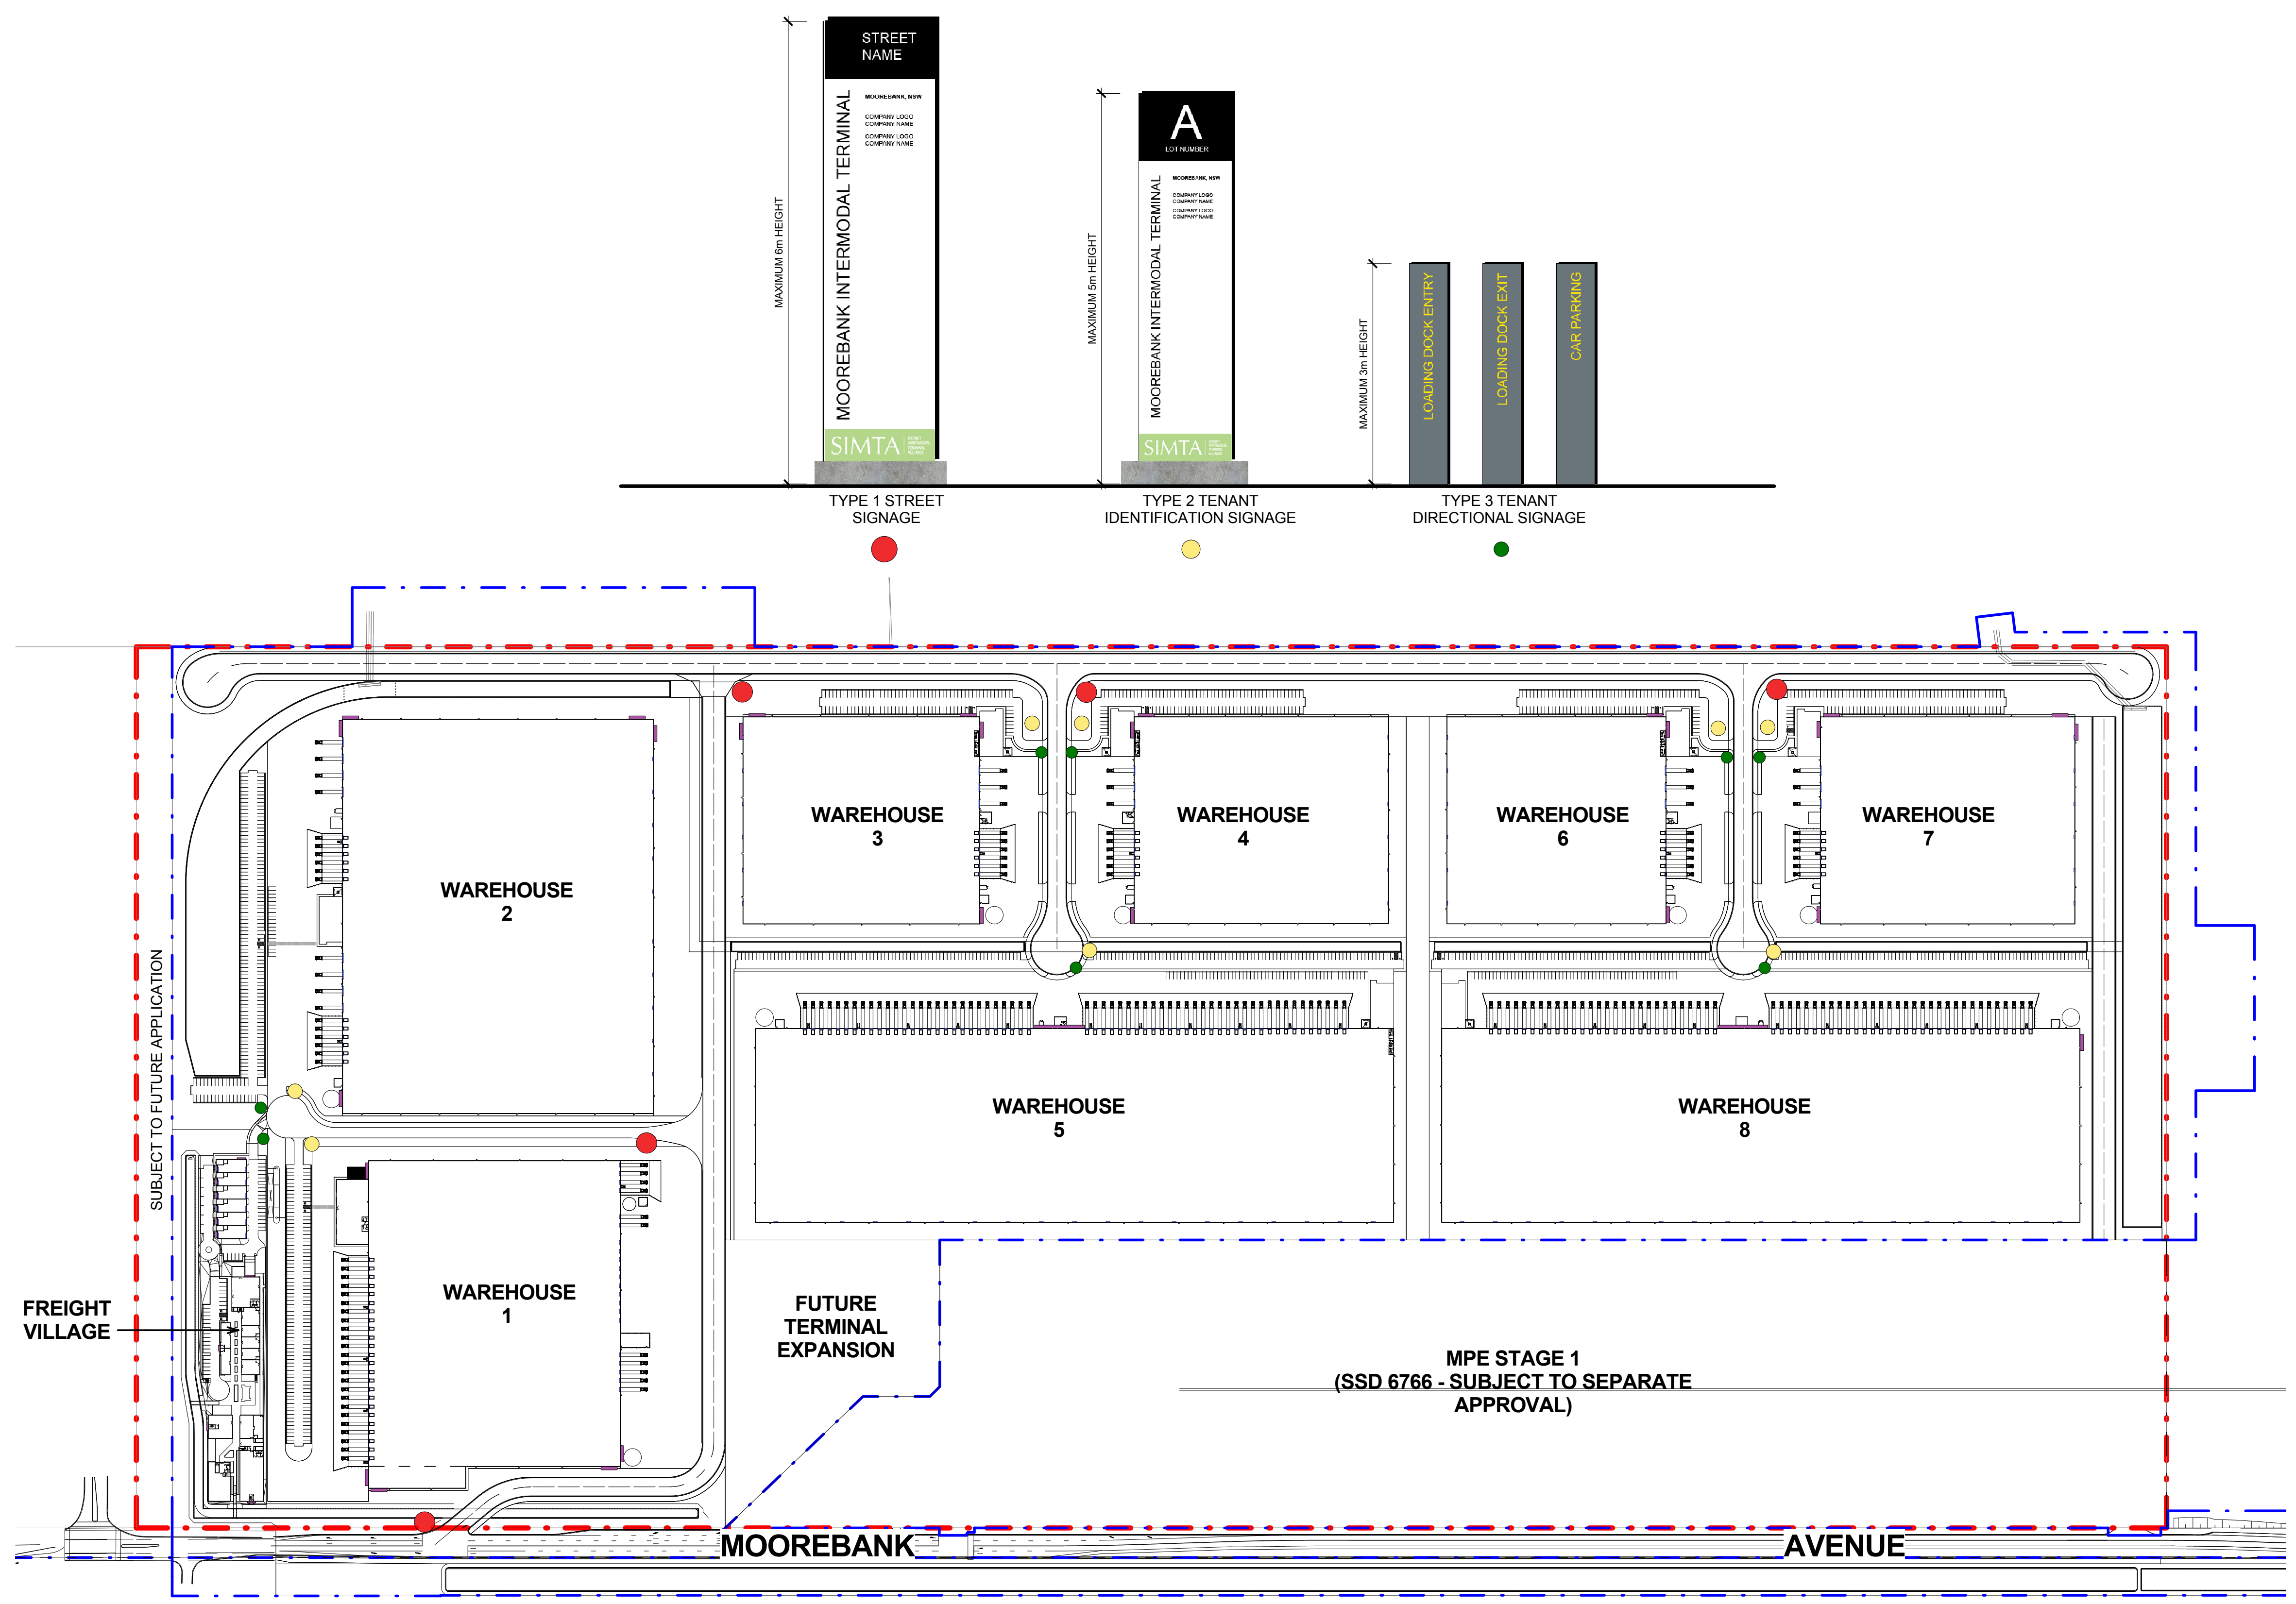 STREET
NAME
MOOREBANK, NSW
COMPANY LOGO
COMPANY NAME
COMPANY LOGO
COMPANY NAME
MOOREBANK INTERMODAL TERMINAL
SIMTA
MAXIMUM 6m HEIGHT
TYPE 1 STREET
SIGNAGE
A
LOT NUMBER
MOOREBANK, NSW
COMPANY LOGO
COMPANY NAME
COMPANY LOGO
COMPANY NAME
MOOREBANK INTERMODAL TERMINAL
SIMTA
MAXIMUM 5m HEIGHT
TYPE 2 TENANT
IDENTIFICATION SIGNAGE
MAXIMUM 3m HEIGHT
LOADING DOCK ENTRY
LOADING DOCK EXIT
CAR PARKING
TYPE 3 TENANT
DIRECTIONAL SIGNAGE
WAREHOUSE
2
WAREHOUSE
3
WAREHOUSE
4
WAREHOUSE
6
WAREHOUSE
7
SUBJECT TO FUTURE APPLICATION
WAREHOUSE
5
WAREHOUSE
8
FREIGHT
VILLAGE
WAREHOUSE
1
FUTURE
TERMINAL
EXPANSION
MPE STAGE 1
(SSD 6766 - SUBJECT TO SEPARATE
APPROVAL)
MOOREBANK AVENUE